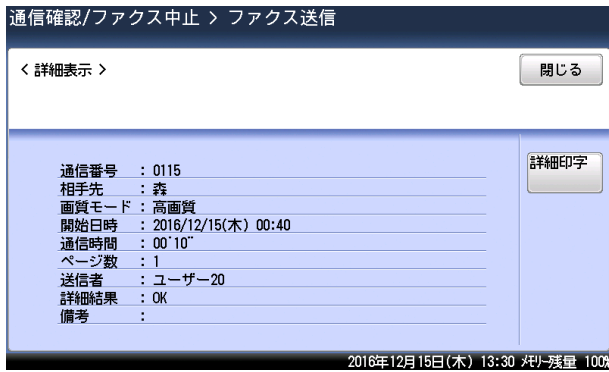 通信確認/ファクス中止 > ファクス送信
< 詳細表示 >
閉じる
詳細印字
通信番号 : 0115
相手先 : 森
画質モード : 高画質
開始日時 : 2016/12/15(木) 00:40
通信時間 : 00'10"
ページ数 : 1
送信者 : ユーザー20
詳細結果 : OK
備考 :
2016年12月15日(木) 13:30 メモリー残量 100%